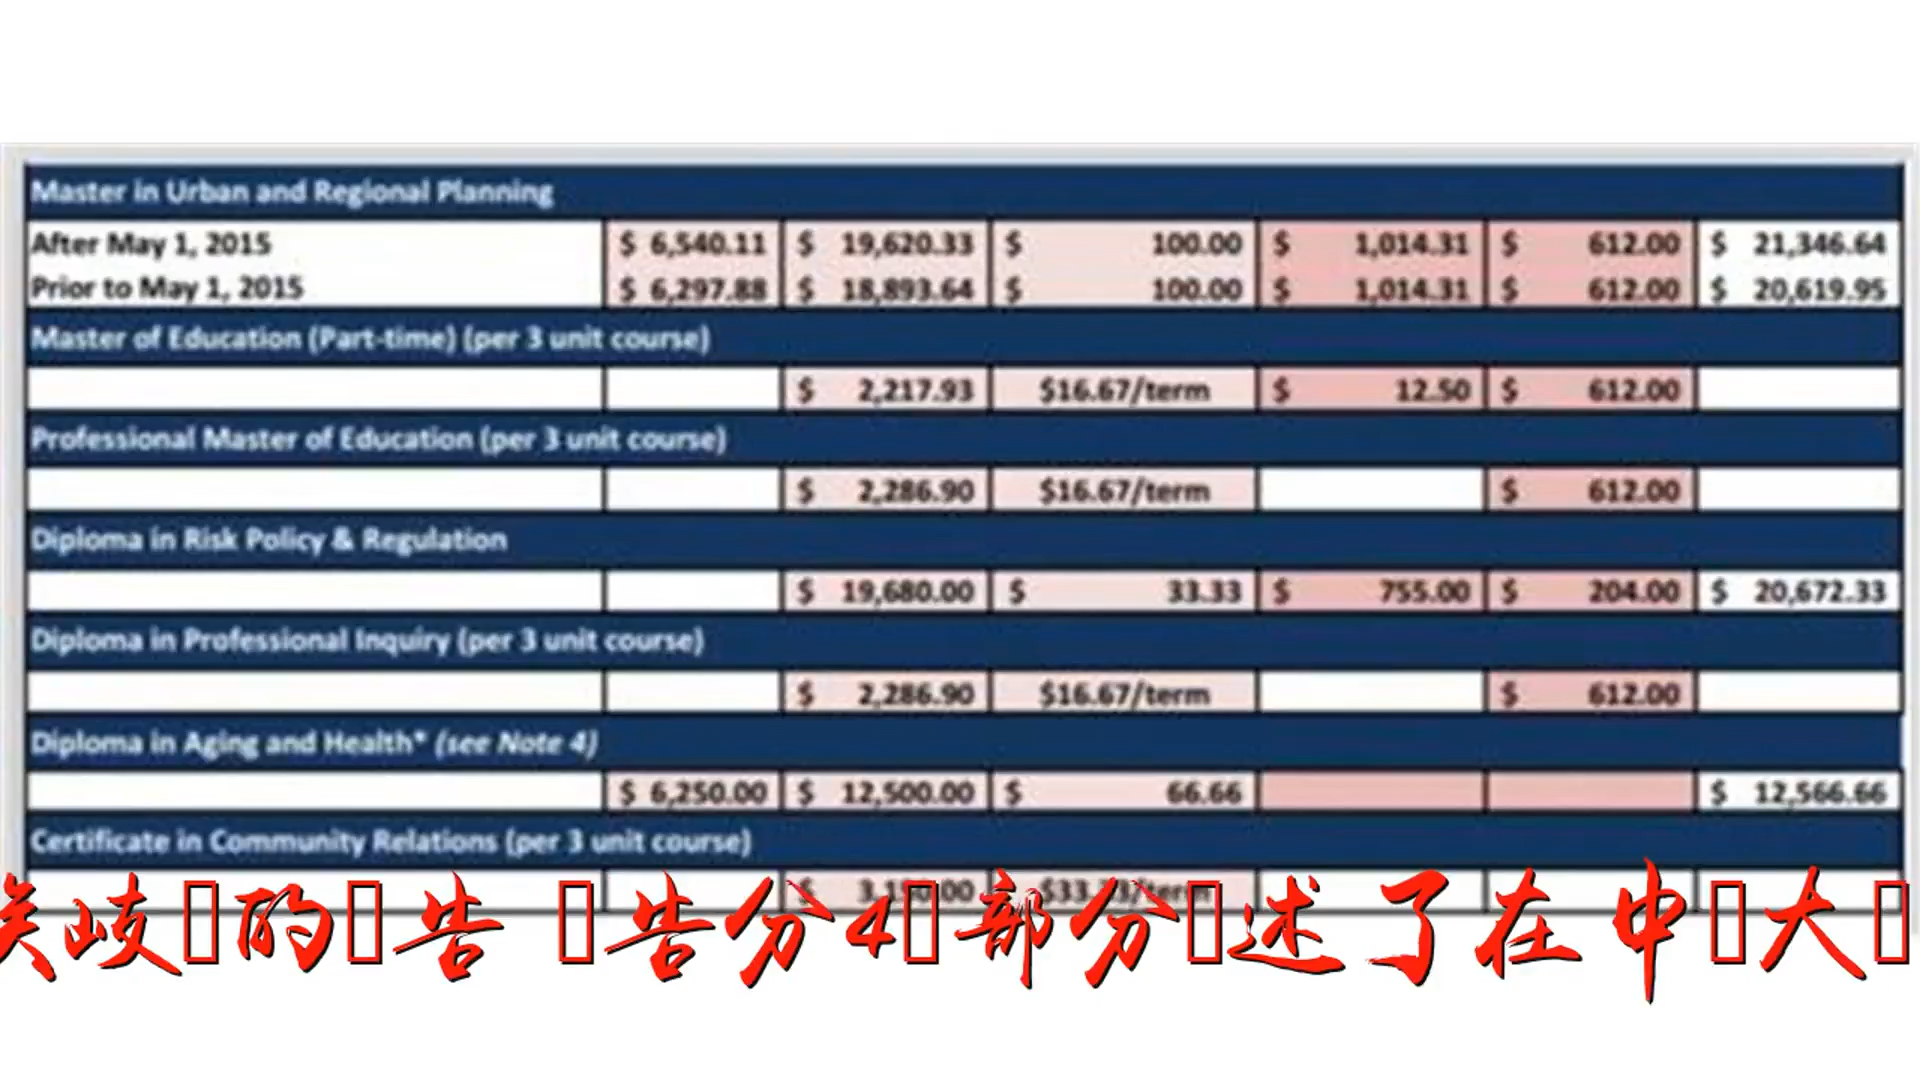 Master in Urban and Regional Planning
After May 1, 2015 $ 6,540.11 $ 19,620.33 $ 100.00 $ 1,014.31 $ 612.00 $ 21,346.64
Prior to May 1, 2015 $ 6,297.88 $ 18,893.64 $ 100.00 $ 1,014.31 $ 612.00 $ 20,619.95
Master of Education (Part-time) (per 3 unit course)
$ 2,217.93 $16.67/term $ 12.50 $ 612.00
Professional Master of Education (per 3 unit course)
$ 2,286.90 $16.67/term $ 612.00
Diploma in Risk Policy & Regulation
$ 19,680.00 $ 33.33 $ 755.00 $ 204.00 $ 20,672.33
Diploma in Professional Inquiry (per 3 unit course)
$ 2,286.90 $16.67/term $ 612.00
Diploma in Aging and Health* (see Note 4)
$ 6,250.00 $ 12,500.00 $ 66.66 $ 12,566.66
Certificate in Community Relations (per 3 unit course)
岐 的 告 告分4 部分 述了在中 大